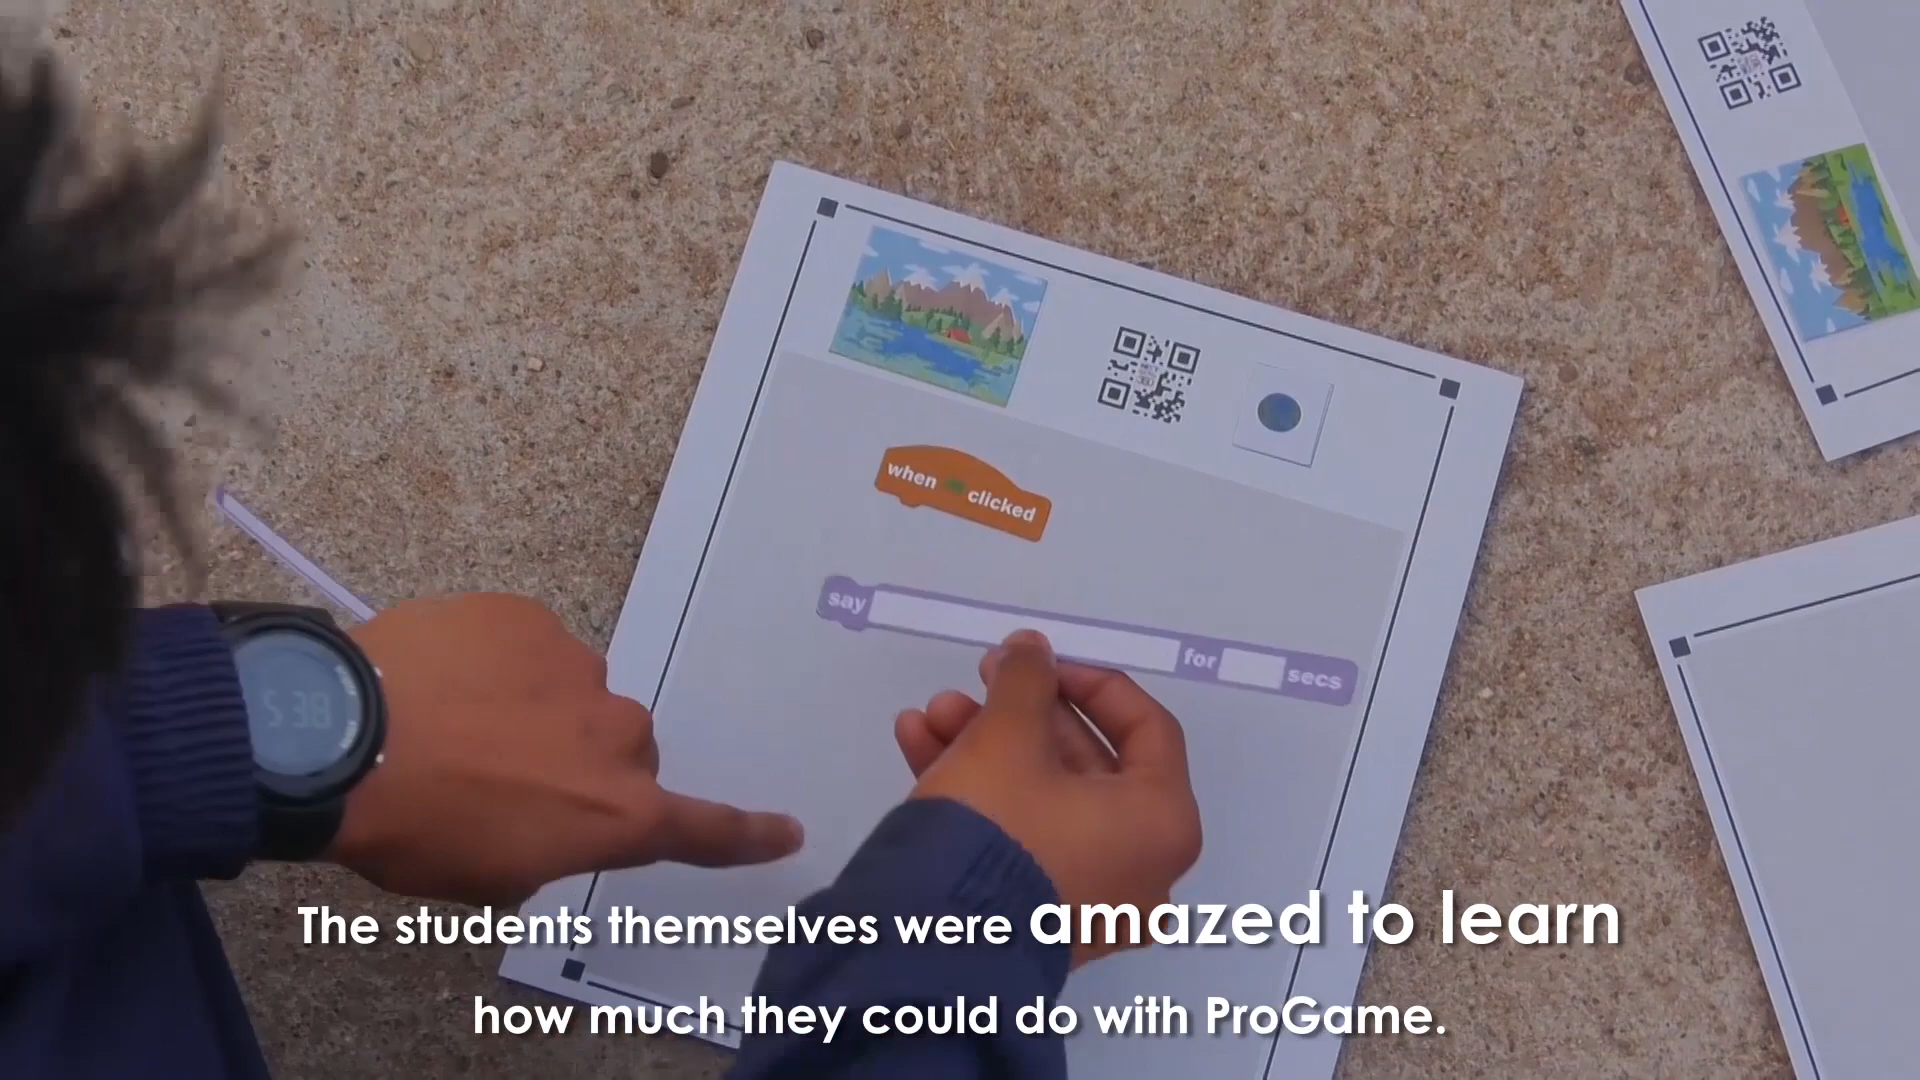 when clicked
say for secs
5:38
The students themselves were amazed to learn
how much they could do with ProGame.